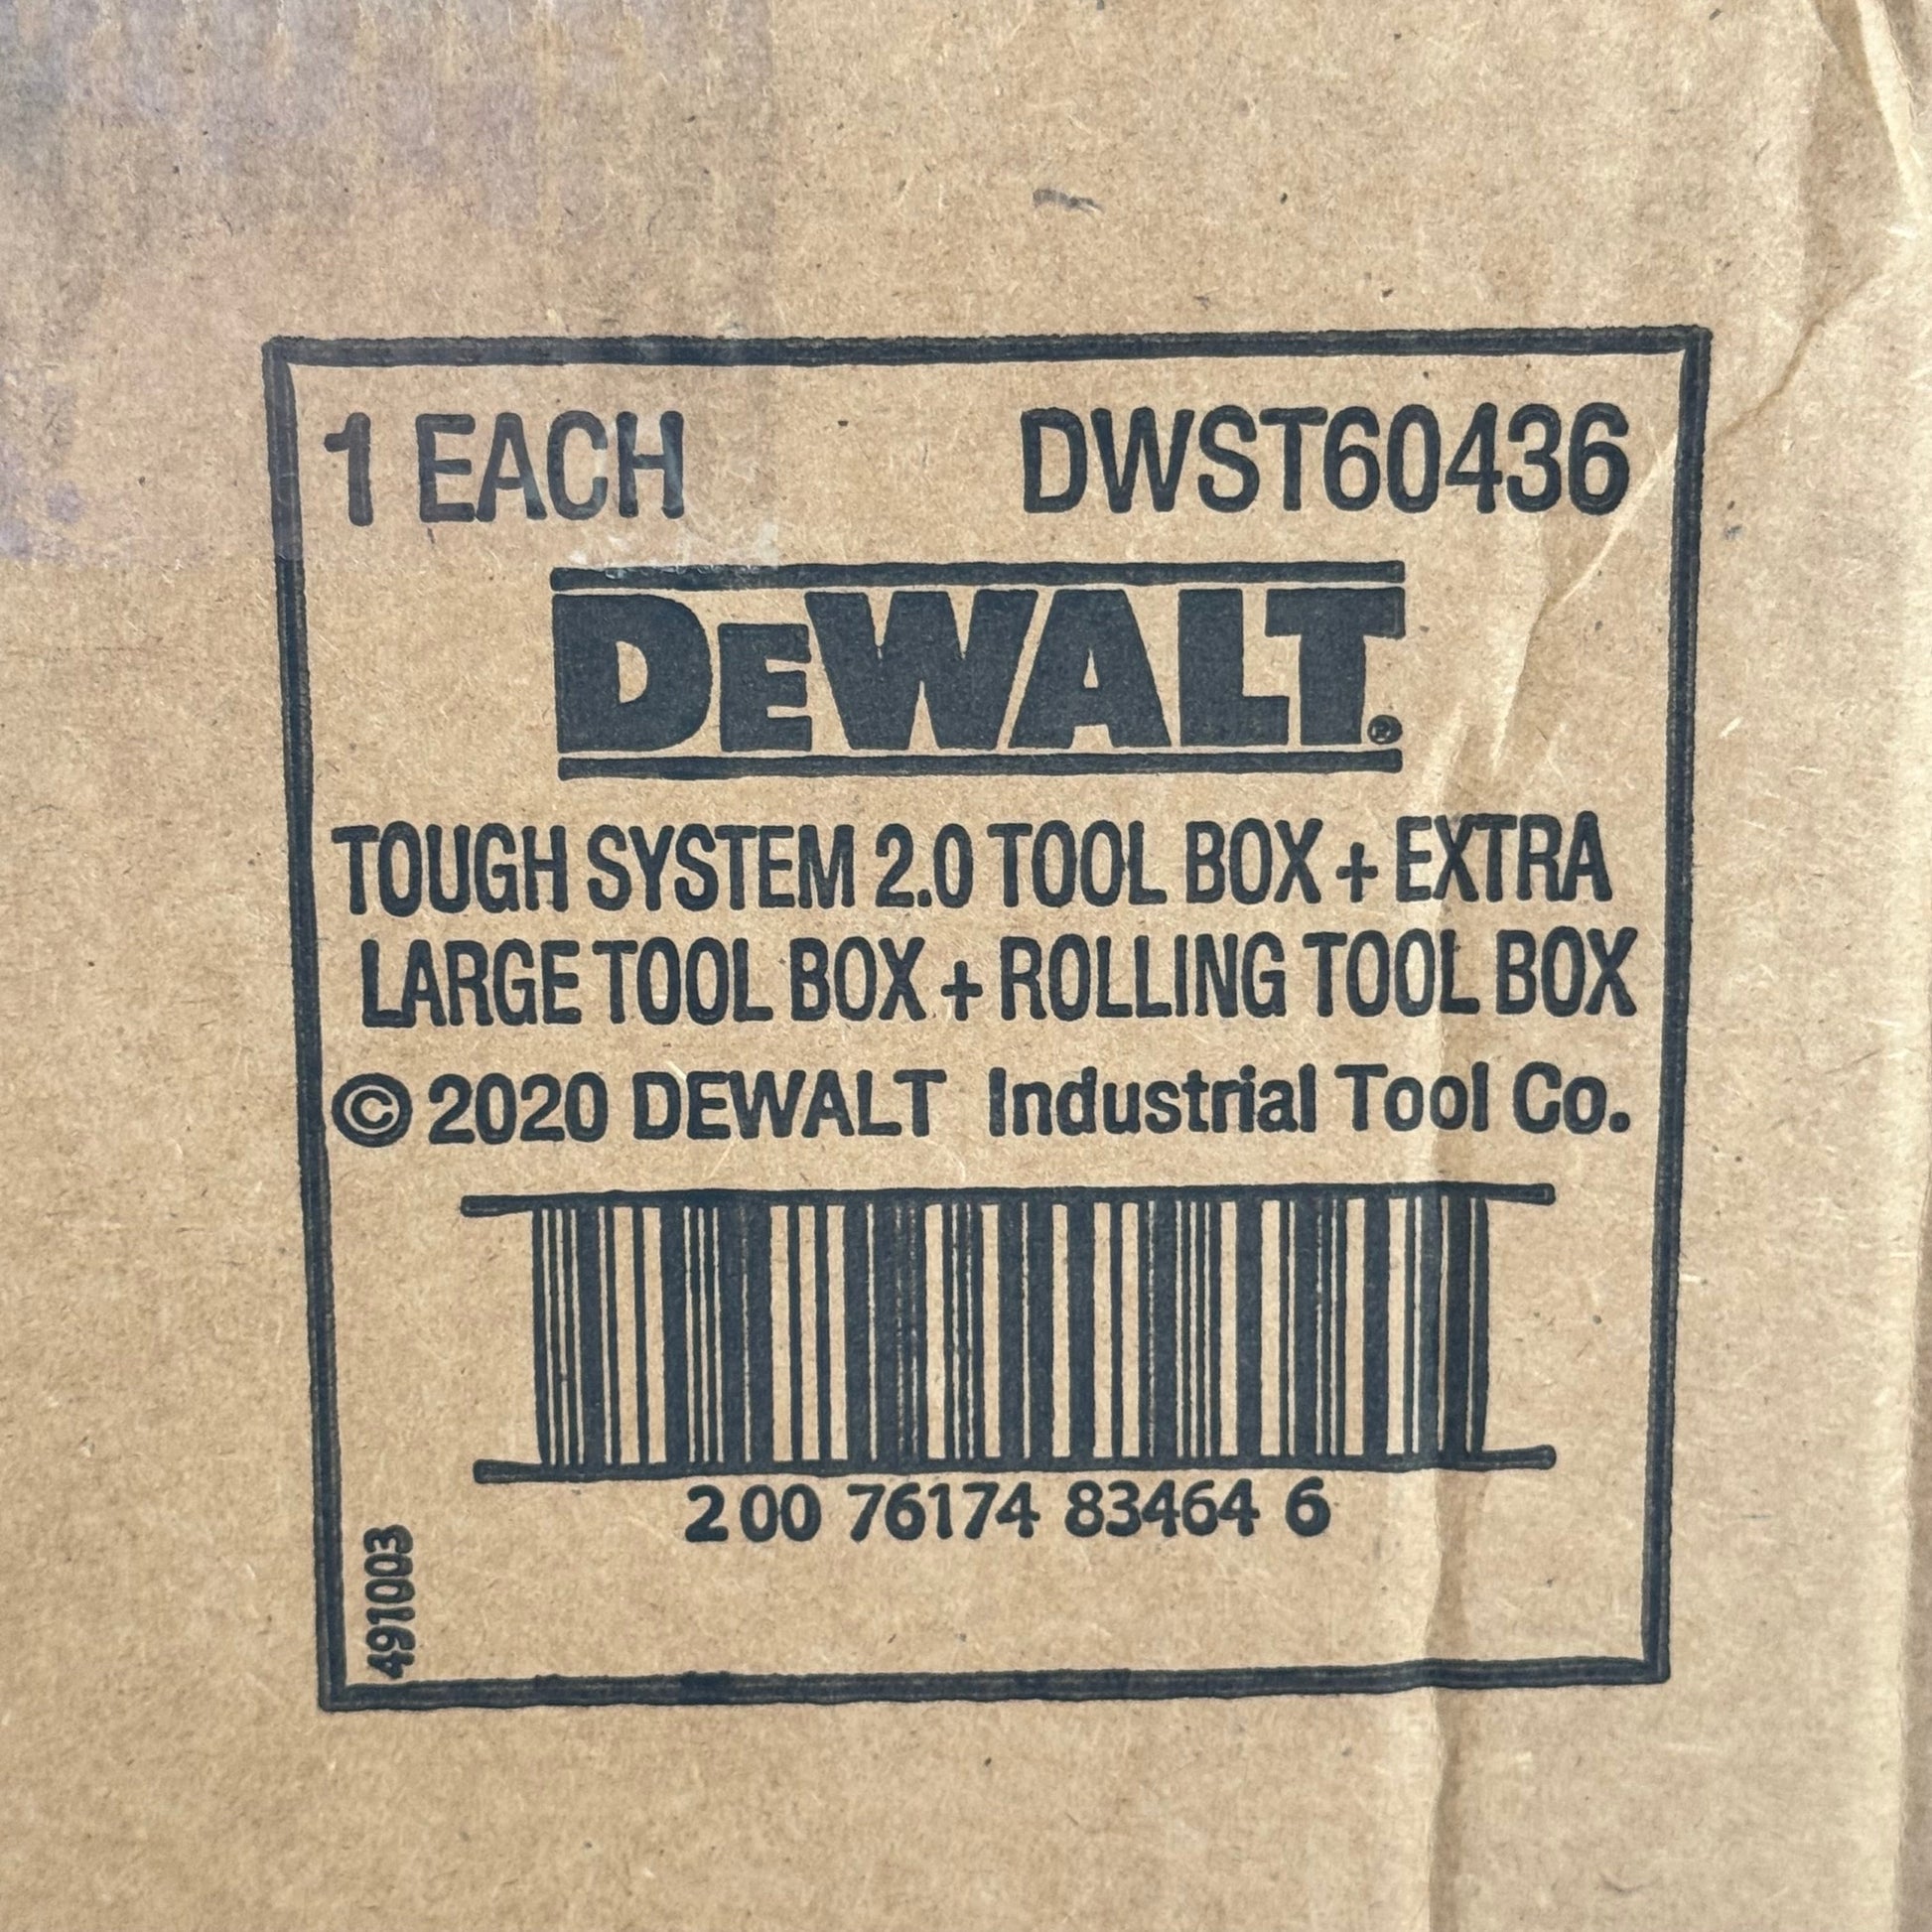 1 EACH DWST60436
DEWALT®
TOUGH SYSTEM 2.0 TOOL BOX + EXTRA
LARGE TOOL BOX + ROLLING TOOL BOX
© 2020 DEWALT Industrial Tool Co.
2 00 76174 83464 6
491003